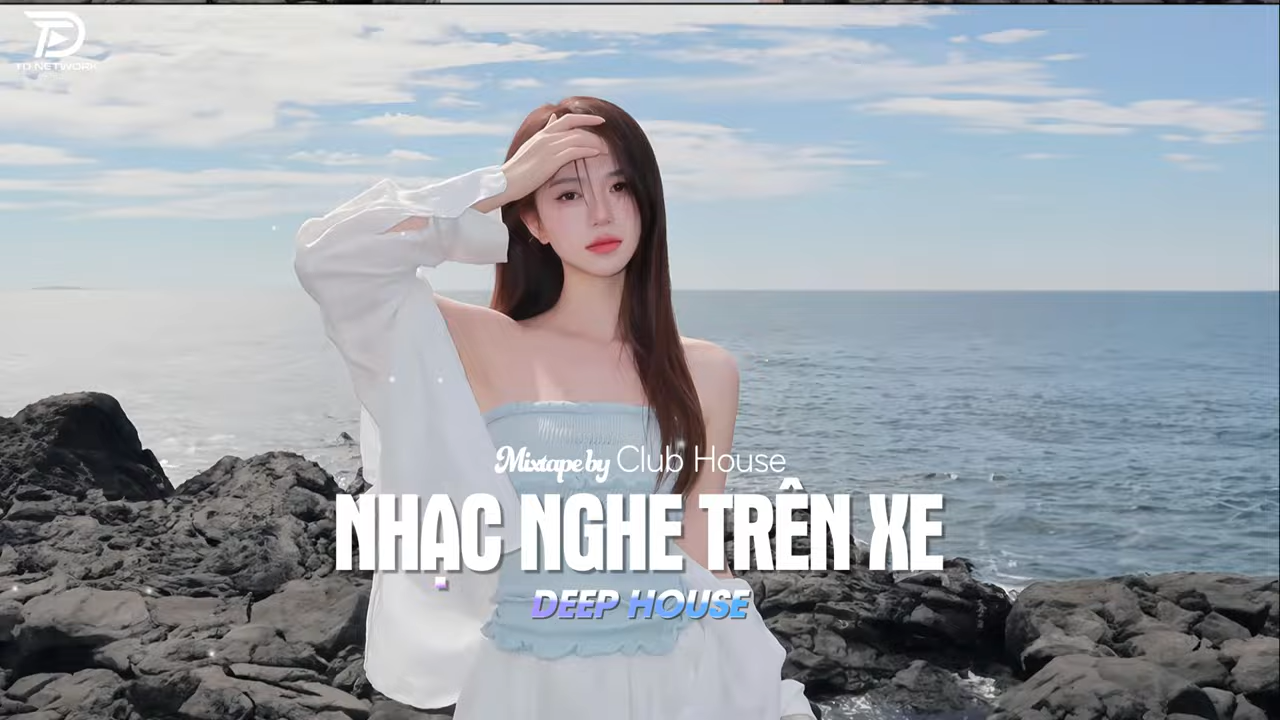 TD NETWORK
Mixtape by Club House
NHẠC NGHE TRÊN XE
DEEP HOUSE